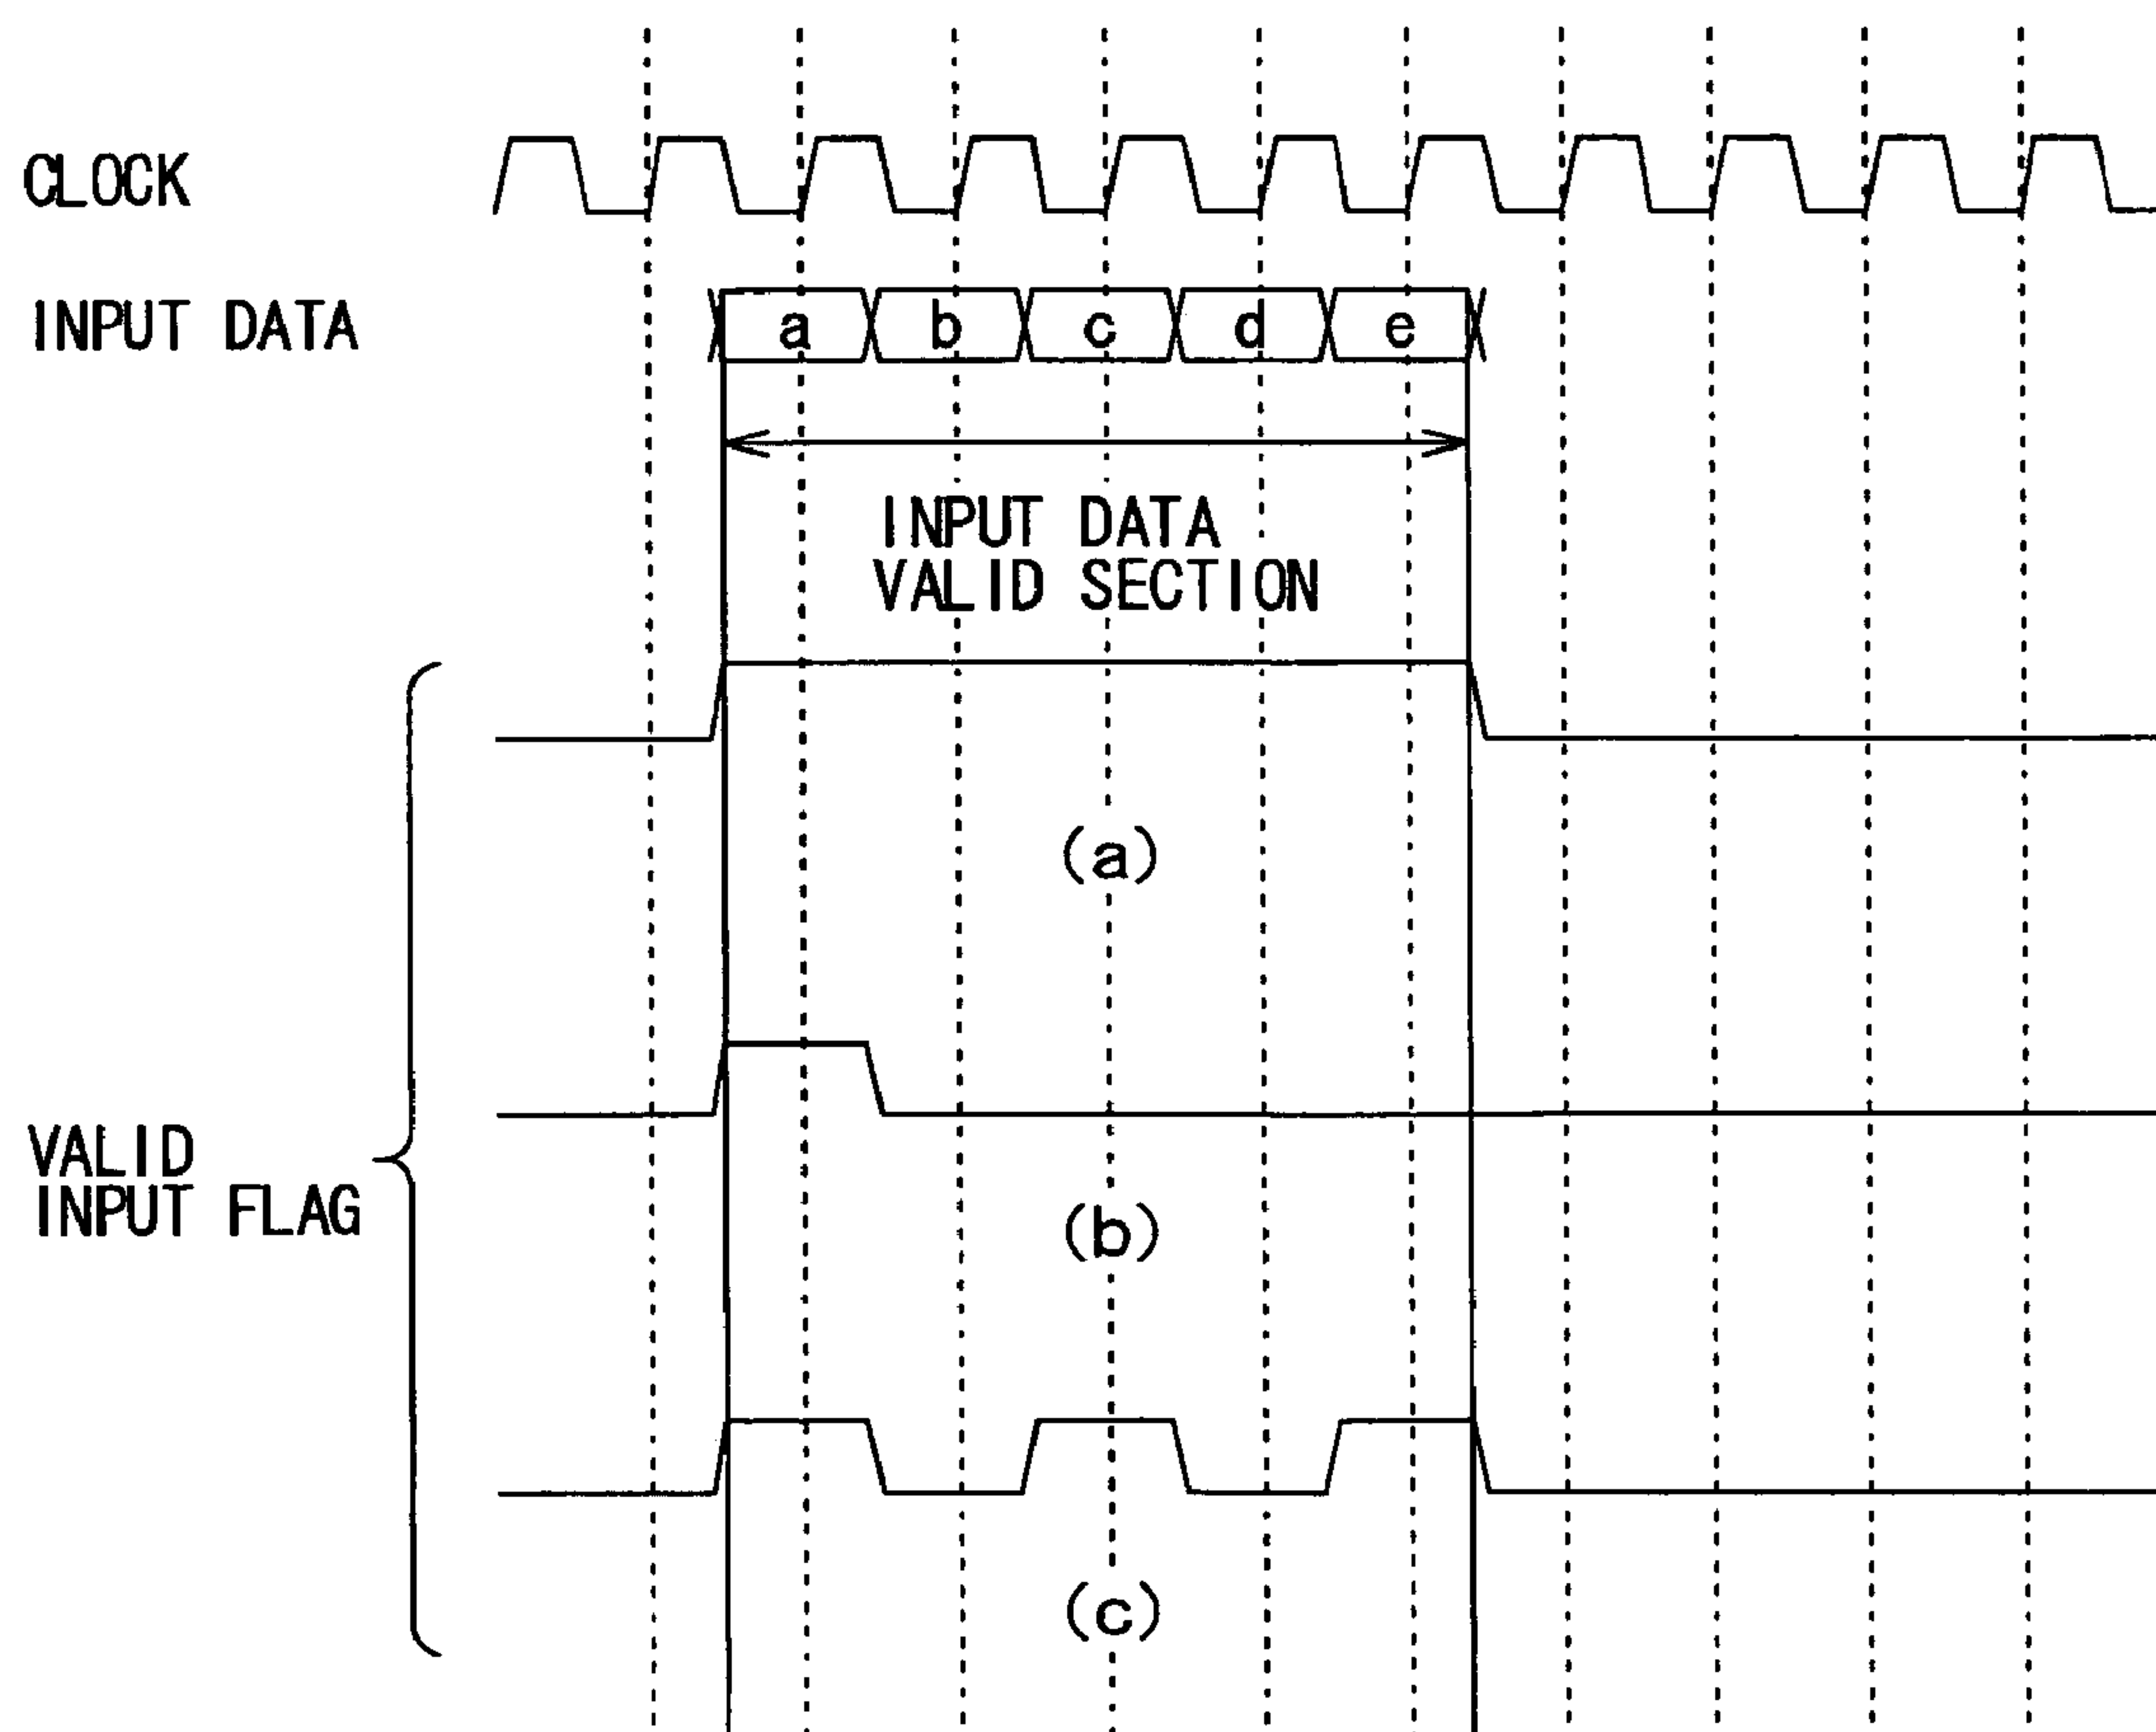 CLOCK
INPUT DATA
a b c d e
INPUT DATA
VALID SECTION
(a)
VALID
INPUT FLAG
(b)
(c)